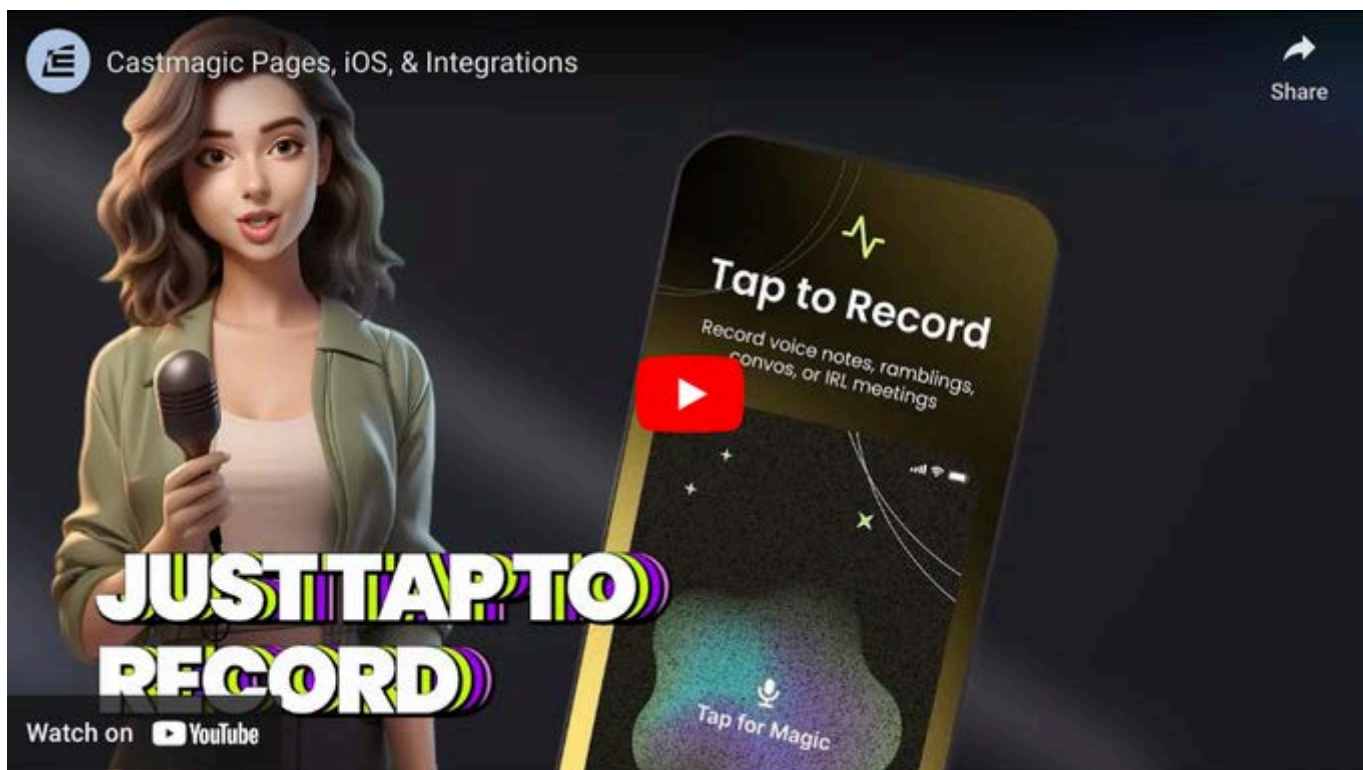 Castmagic Pages, iOS, & Integrations
Share
Tap to Record
Record voice notes, ramblings,
convos, or IRL meetings
JUST TAP TO
RECORD
Tap for Magic
Watch on YouTube